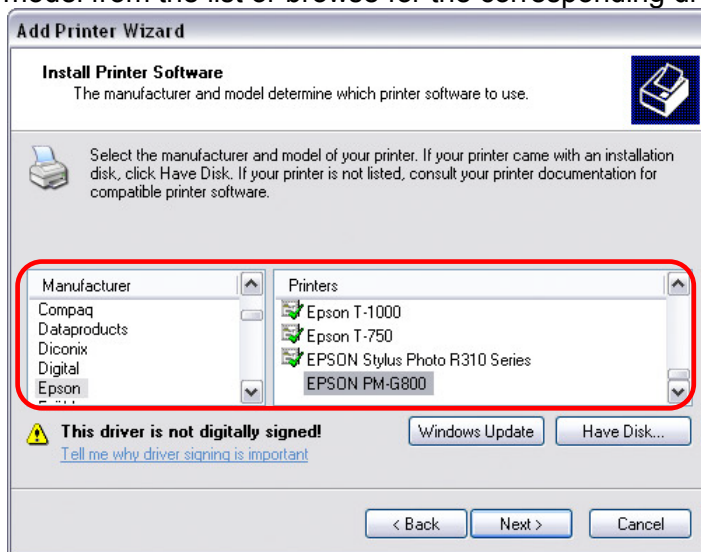 model from the list or browse for the corresponding
Add Printer Wizard
Install Printer Software
The manufacturer and model determine which printer software to use.
Select the manufacturer and model of your printer. If your printer came with an installation
disk, click Have Disk. If your printer is not listed, consult your printer documentation for
compatible printer software.
Manufacturer
Compaq
Dataproducts
Diconix
Digital
Epson
Printers
Epson T-1000
Epson T-750
EPSON Stylus Photo R310 Series
EPSON PM-G800
This driver is not digitally signed!
Tell me why driver signing is important
Windows Update
Have Disk...
< Back
Next >
Cancel